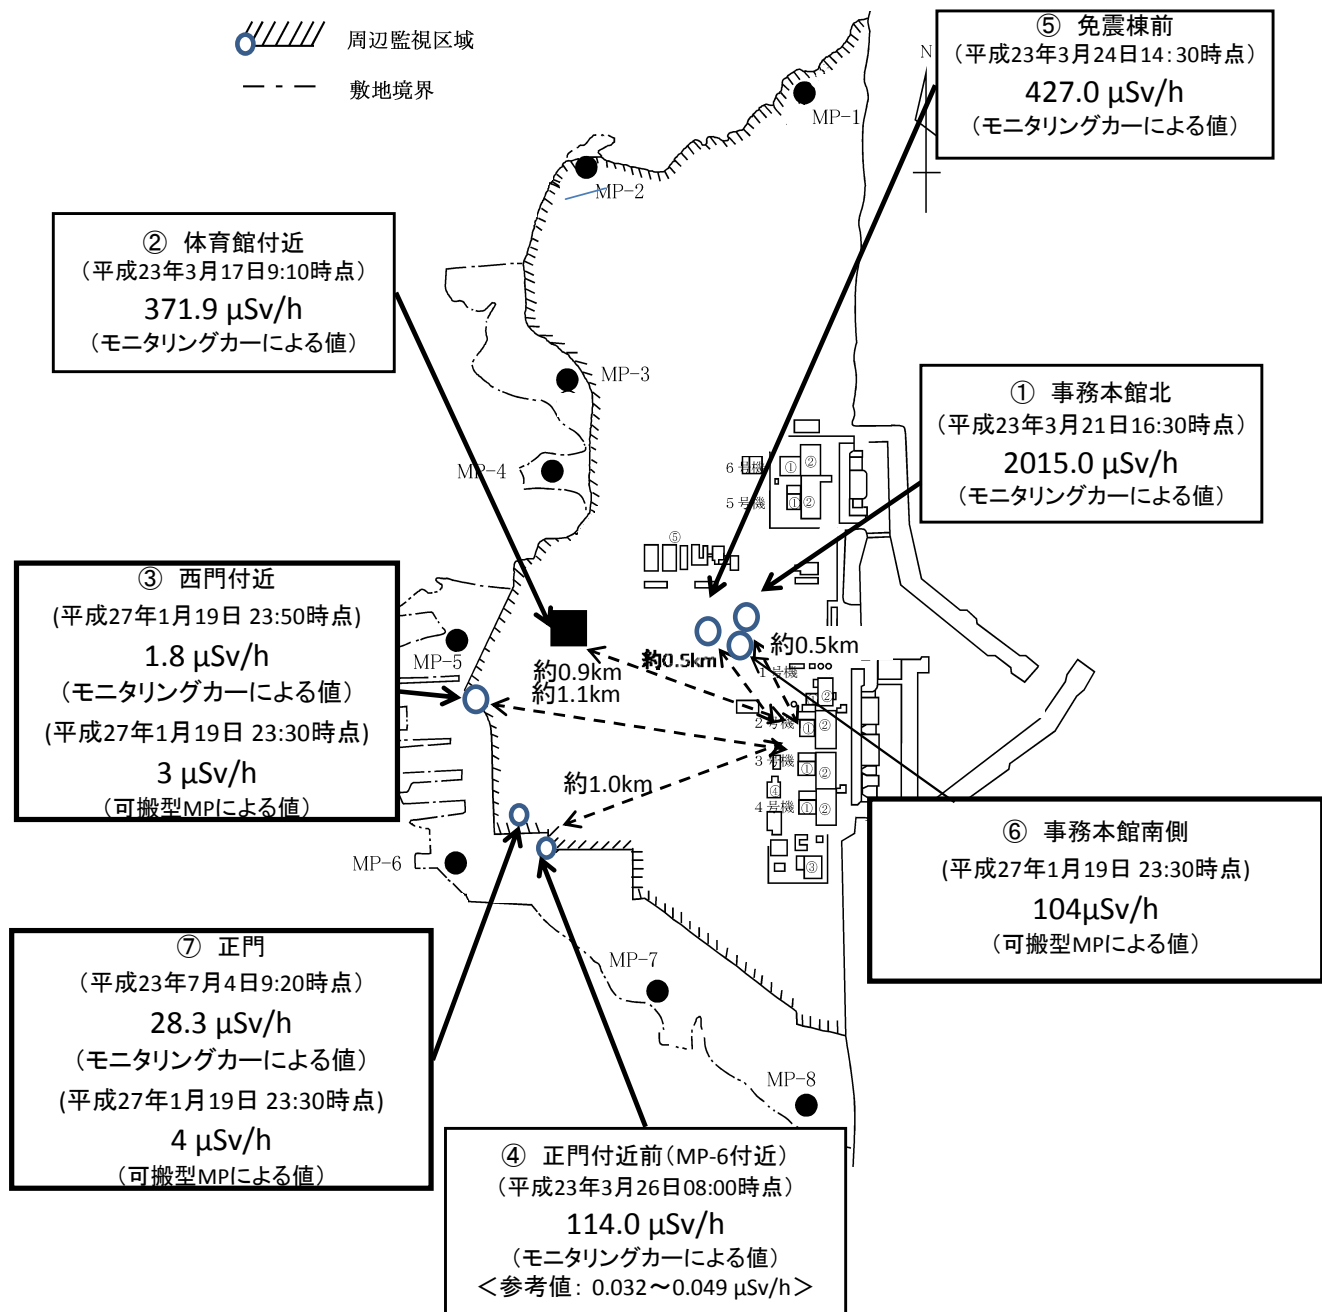 周辺監視区域
敷地境界
⑤ 免震棟前
（平成23年3月24日14:30時点）
427.0 μSv/h
（モニタリングカーによる値）
N
MP-1
MP-2
② 体育館付近
（平成23年3月17日9:10時点）
371.9 μSv/h
（モニタリングカーによる値）
MP-3
① 事務本館北
（平成23年3月21日16:30時点）
2015.0 μSv/h
（モニタリングカーによる値）
MP-4
6号機
① ②
5号機
① ②
⑤
③ 西門付近
(平成27年1月19日 23:50時点)
1.8 μSv/h
（モニタリングカーによる値）
(平成27年1月19日 23:30時点)
3 μSv/h
（可搬型MPによる値）
MP-5
約0.9km
約1.1km
約0.5km
約0.5km
1号機
②
2号機
① ②
3号機
① ②
④
4号機
① ②
③
約1.0km
MP-6
⑥ 事務本館南側
(平成27年1月19日 23:30時点)
104μSv/h
（可搬型MPによる値）
⑦ 正門
（平成23年7月4日9:20時点）
28.3 μSv/h
（モニタリングカーによる値）
(平成27年1月19日 23:30時点)
4 μSv/h
（可搬型MPによる値）
MP-7
MP-8
④ 正門付近前（MP-6付近）
（平成23年3月26日08:00時点）
114.0 μSv/h
（モニタリングカーによる値）
＜参考値: 0.032～0.049 μSv/h＞